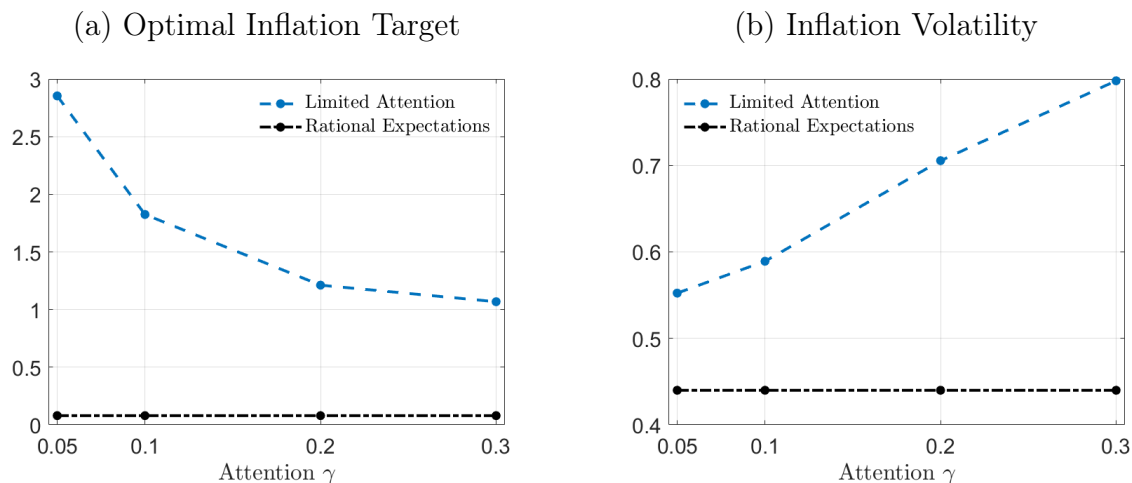 (a) Optimal Inflation Target
3
2.5
2
1.5
1
0.5
0
Limited Attention
Rational Expectations
0.05
0.1
0.2
0.3
Attention γ
(b) Inflation Volatility
0.8
0.7
0.6
0.5
0.4
Limited Attention
Rational Expectations
0.05
0.1
0.2
0.3
Attention γ